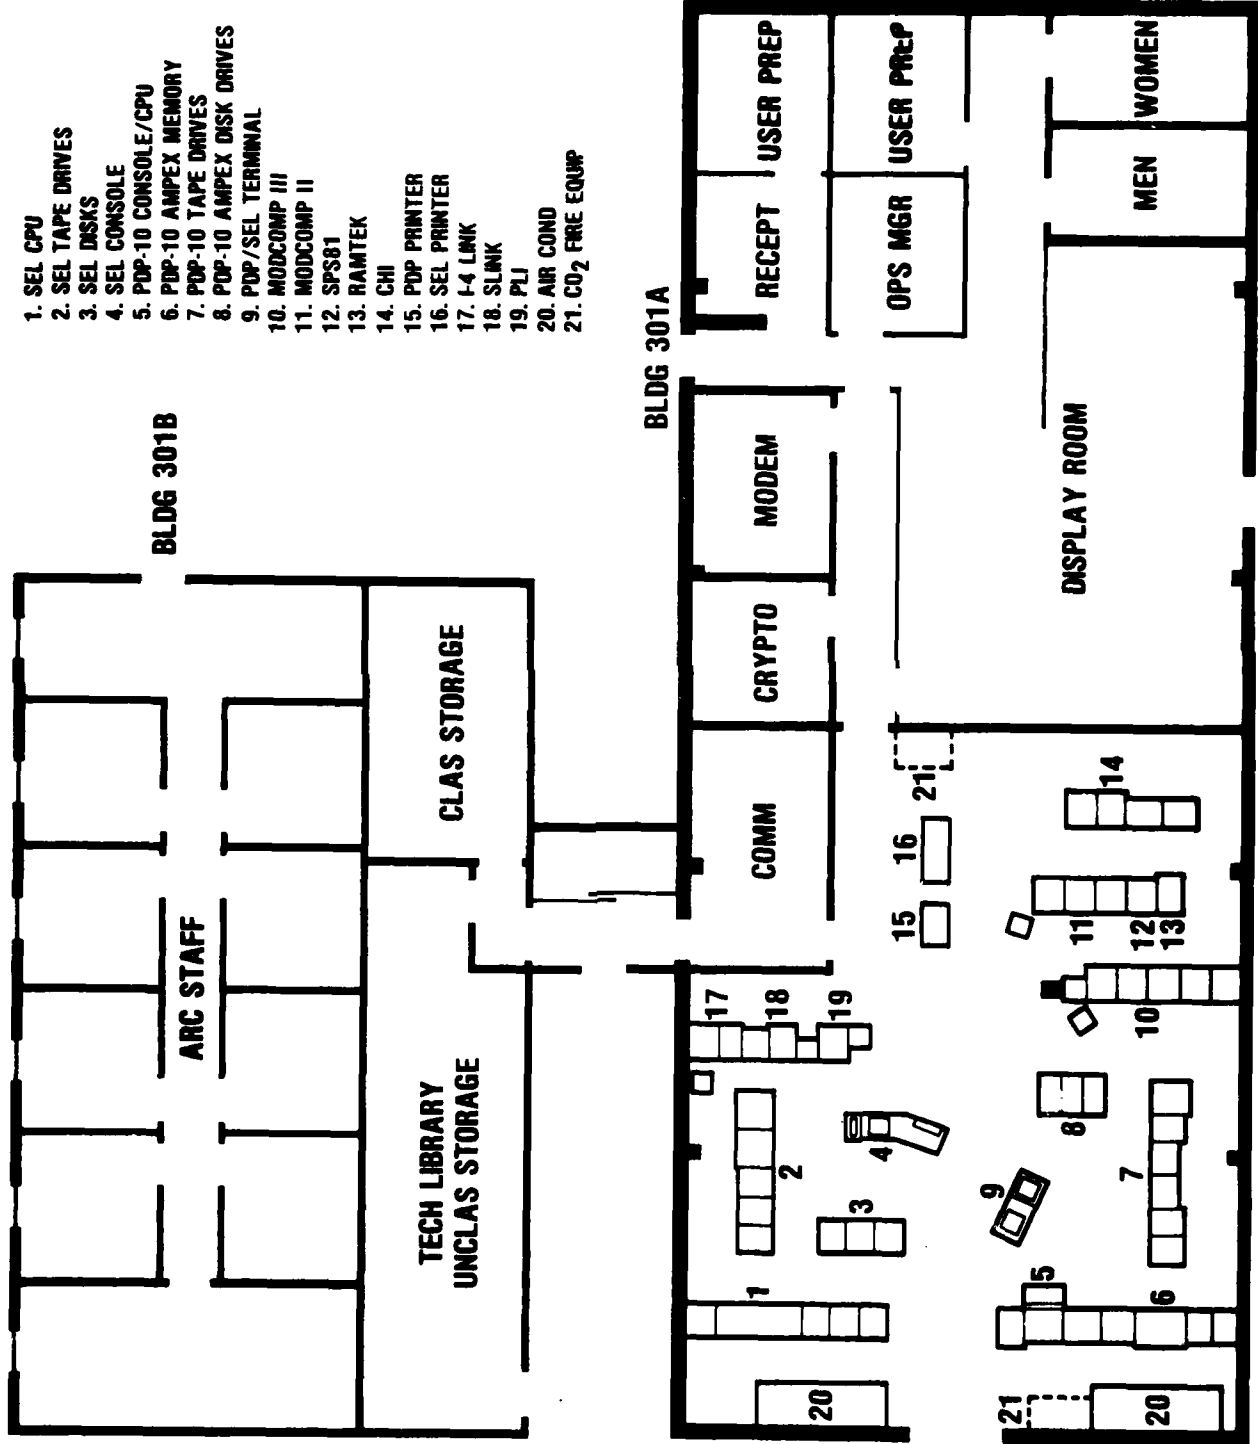 1. SEL CPU
2. SEL TAPE DRIVES
3. SEL DISKS
4. SEL CONSOLE
5. PDP-10 CONSOLE/CPU
6. PDP-10 AMPEX MEMORY
7. PDP-10 TAPE DRIVES
8. PDP-10 AMPEX DISK DRIVES
9. PDP/SEL TERMINAL
10. MODCOMP III
11. MODCOMP II
12. SPS81
13. RAMTEK
14. CHI
15. PDP PRINTER
16. SEL PRINTER
17. I-4 LINK
18. SLINK
19. PLI
20. AIR COND
21. CO2 FIRE EQUIP
BLDG 301B
ARC STAFF
CLAS STORAGE
TECH LIBRARY
UNCLAS STORAGE
BLDG 301A
USER PREP
USER PREP
RECEPT
OPS MGR
WOMEN
MEN
MODEM
CRYPTO
COMM
DISPLAY ROOM
21
14
16
15
11
12
13
10
17
18
19
8
2
4
7
9
3
1
5
6
20
21
20